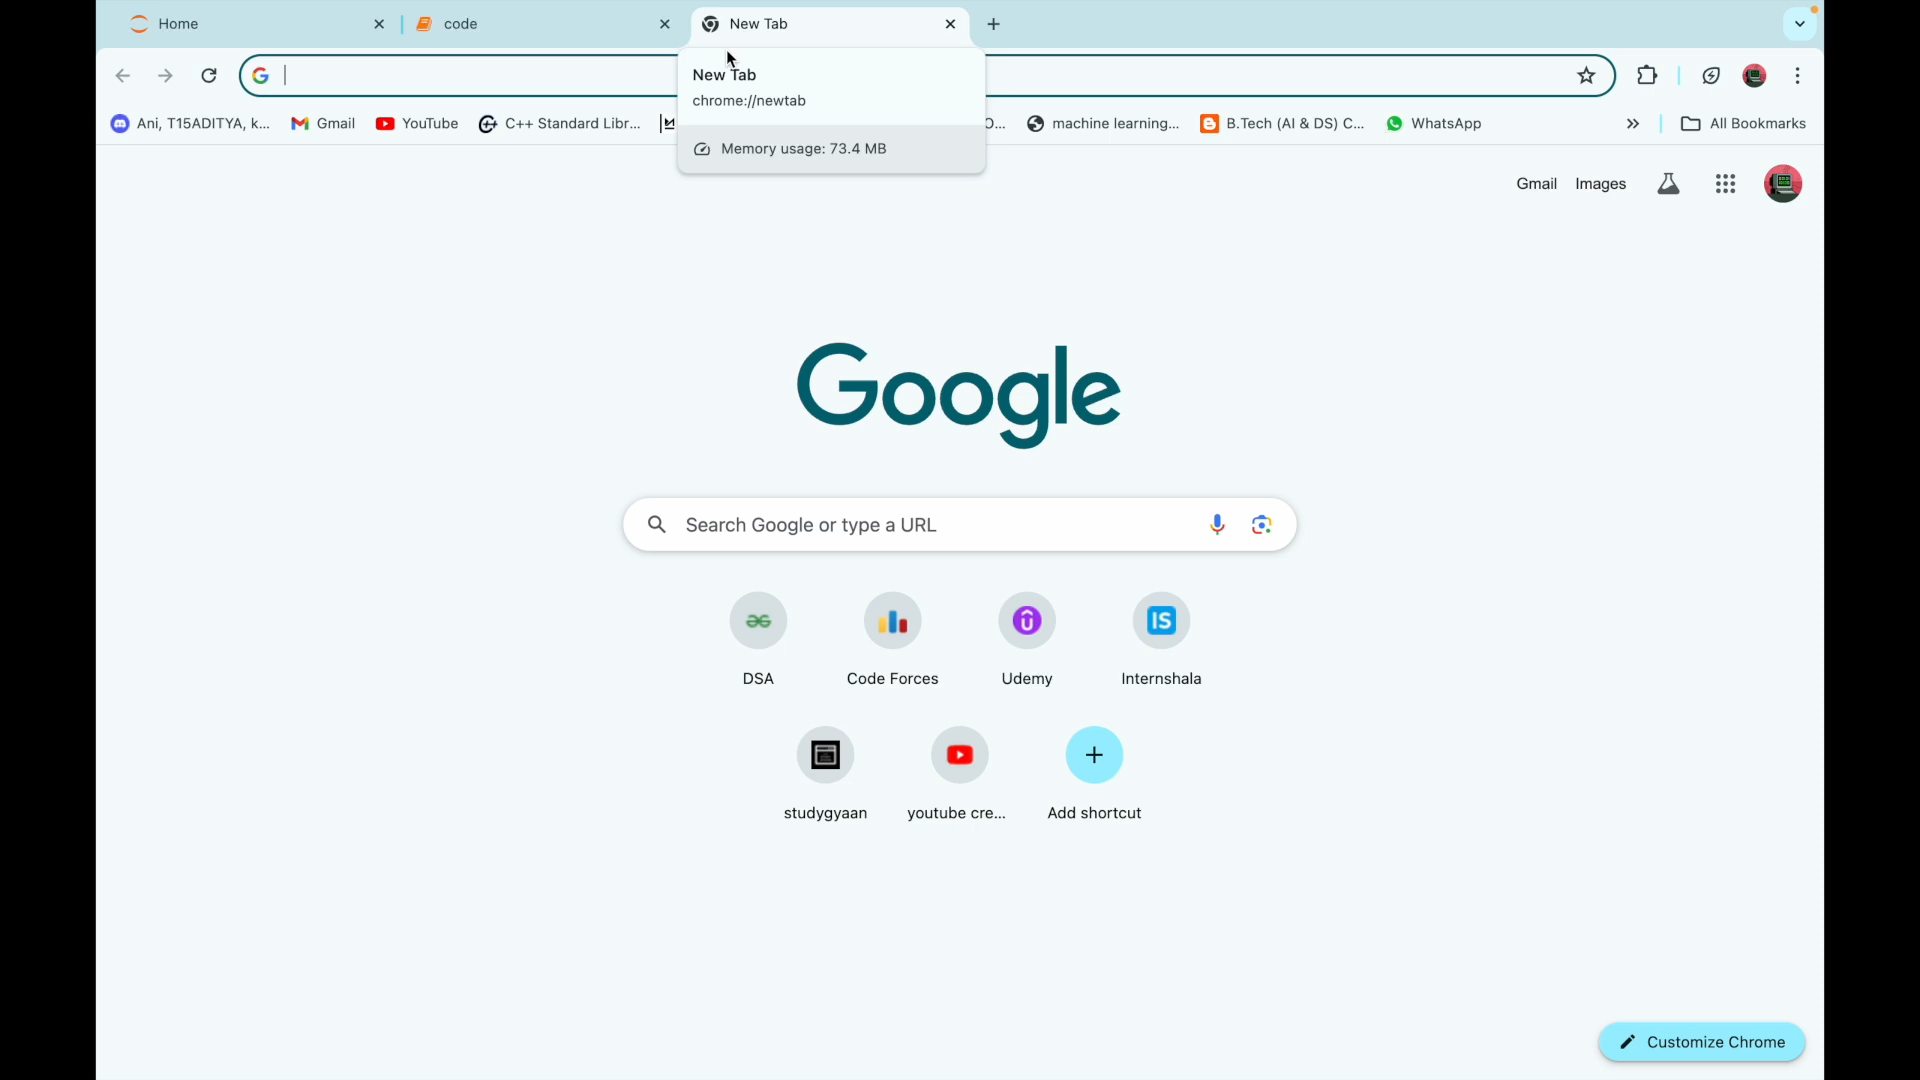 Home
code
New Tab
New Tab
chrome://newtab
Memory usage: 73.4 MB
Ani, T15ADITYA, k...
Gmail
YouTube
C++ Standard Libr...
machine learning...
B.Tech (AI & DS) C...
WhatsApp
All Bookmarks
Gmail
Images
Google
Search Google or type a URL
DSA
Code Forces
Udemy
IS
Internshala
studygyaan
youtube cre...
Add shortcut
Customize Chrome